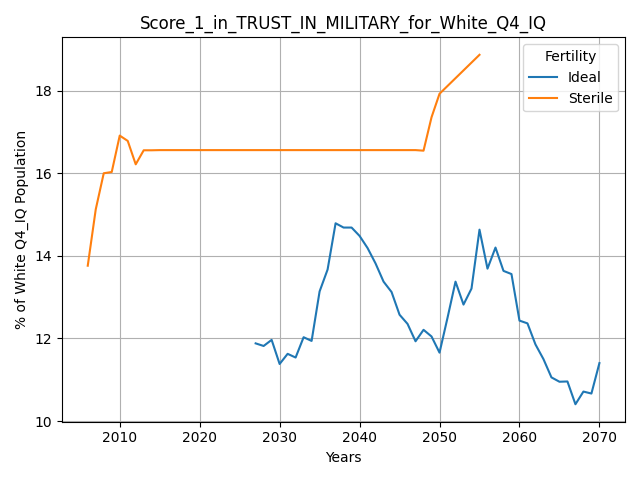 Score_1_in_TRUST_IN_MILITARY_for_White_Q4_IQ
% of White Q4_IQ Population
18
16
14
12
10
Fertility
Ideal
Sterile
2010 2020 2030 2040 2050 2060 2070
Years